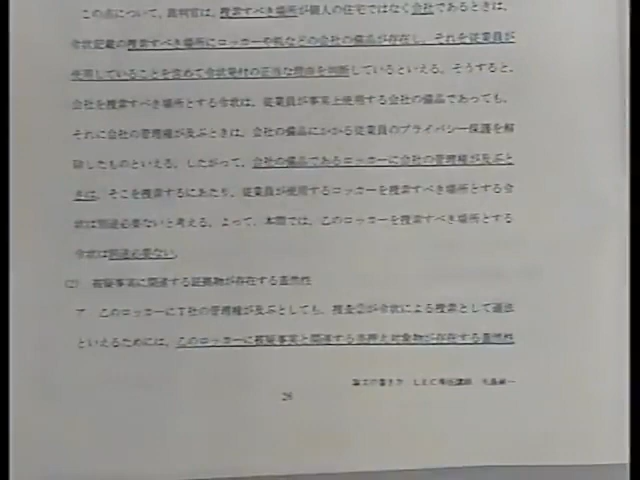 この点について、裁判官は、捜索すべき場所が個人の住宅ではなく会社であるときは、
令状記載の捜索すべき場所にロッカーや机などの会社の備品が存在し、それを従業員が
使用していることを含めて令状発付の正当な理由を判断しているといえる。そうすると、
会社を捜索すべき場所とする令状は、従業員が事実上使用する会社の備品であっても、
それに会社の管理権が及ぶときは、会社の備品にかかる従業員のプライバシー保護を解
除したものといえる。したがって、会社の備品であるロッカーに会社の管理権が及ぶと
きは、そこを捜索するにあたり、従業員が使用するロッカーを捜索すべき場所とする令
状は別途必要ないと考える。よって、本問では、このロッカーを捜索すべき場所とする
令状は別途必要ない。
(2) 被疑事実に関連する証拠物が存在する蓋然性
ア このロッカーにT社の管理権が及ぶとしても、捜査②が令状による捜索として適法
といえるためには、このロッカーに被疑事実と関連する差押え対象物が存在する蓋然性
論文の書き方 LEC専任講師
26